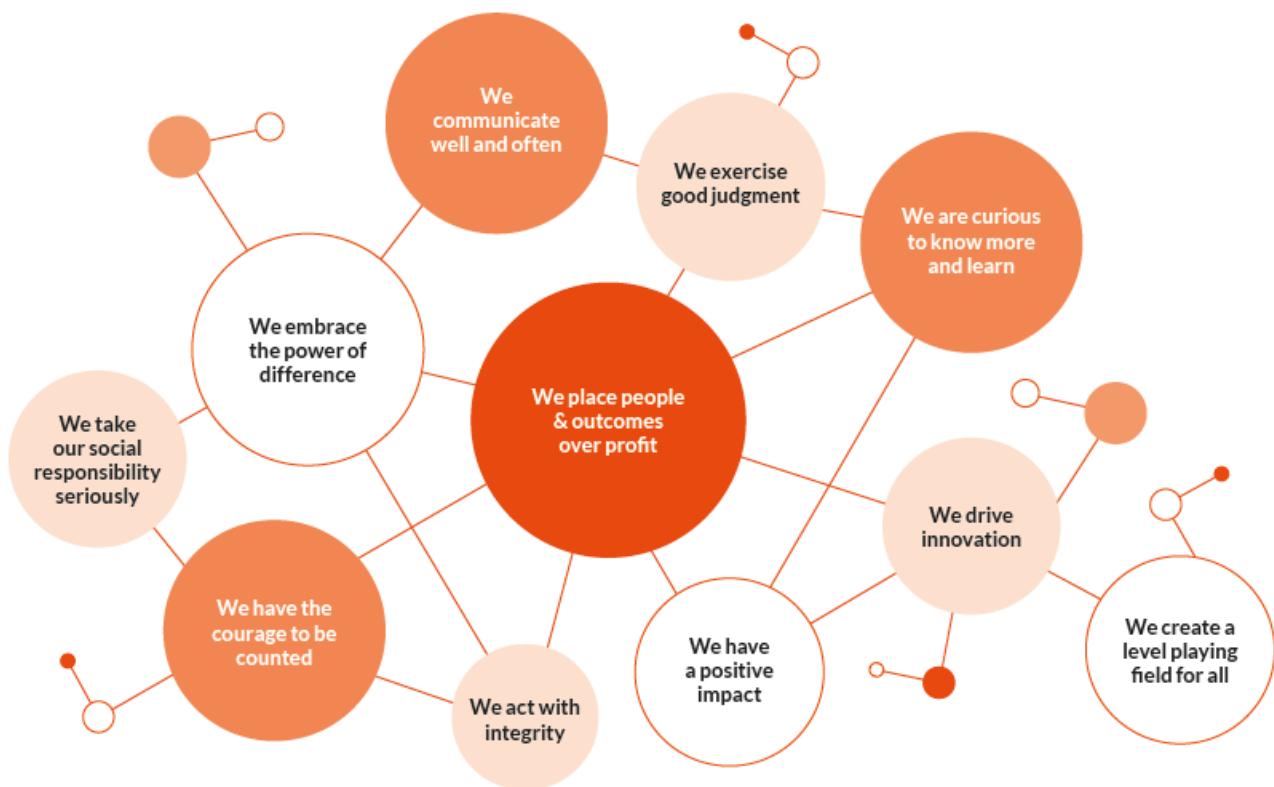 We
communicate
well and often
We exercise
good judgment
We are curious
to know more
and learn
We embrace
the power of
difference
We place people
& outcomes
over profit
We take
our social
responsibility
seriously
We drive
innovation
We have the
courage to be
counted
We act with
integrity
We have
a positive
impact
We create a
level playing
field for all